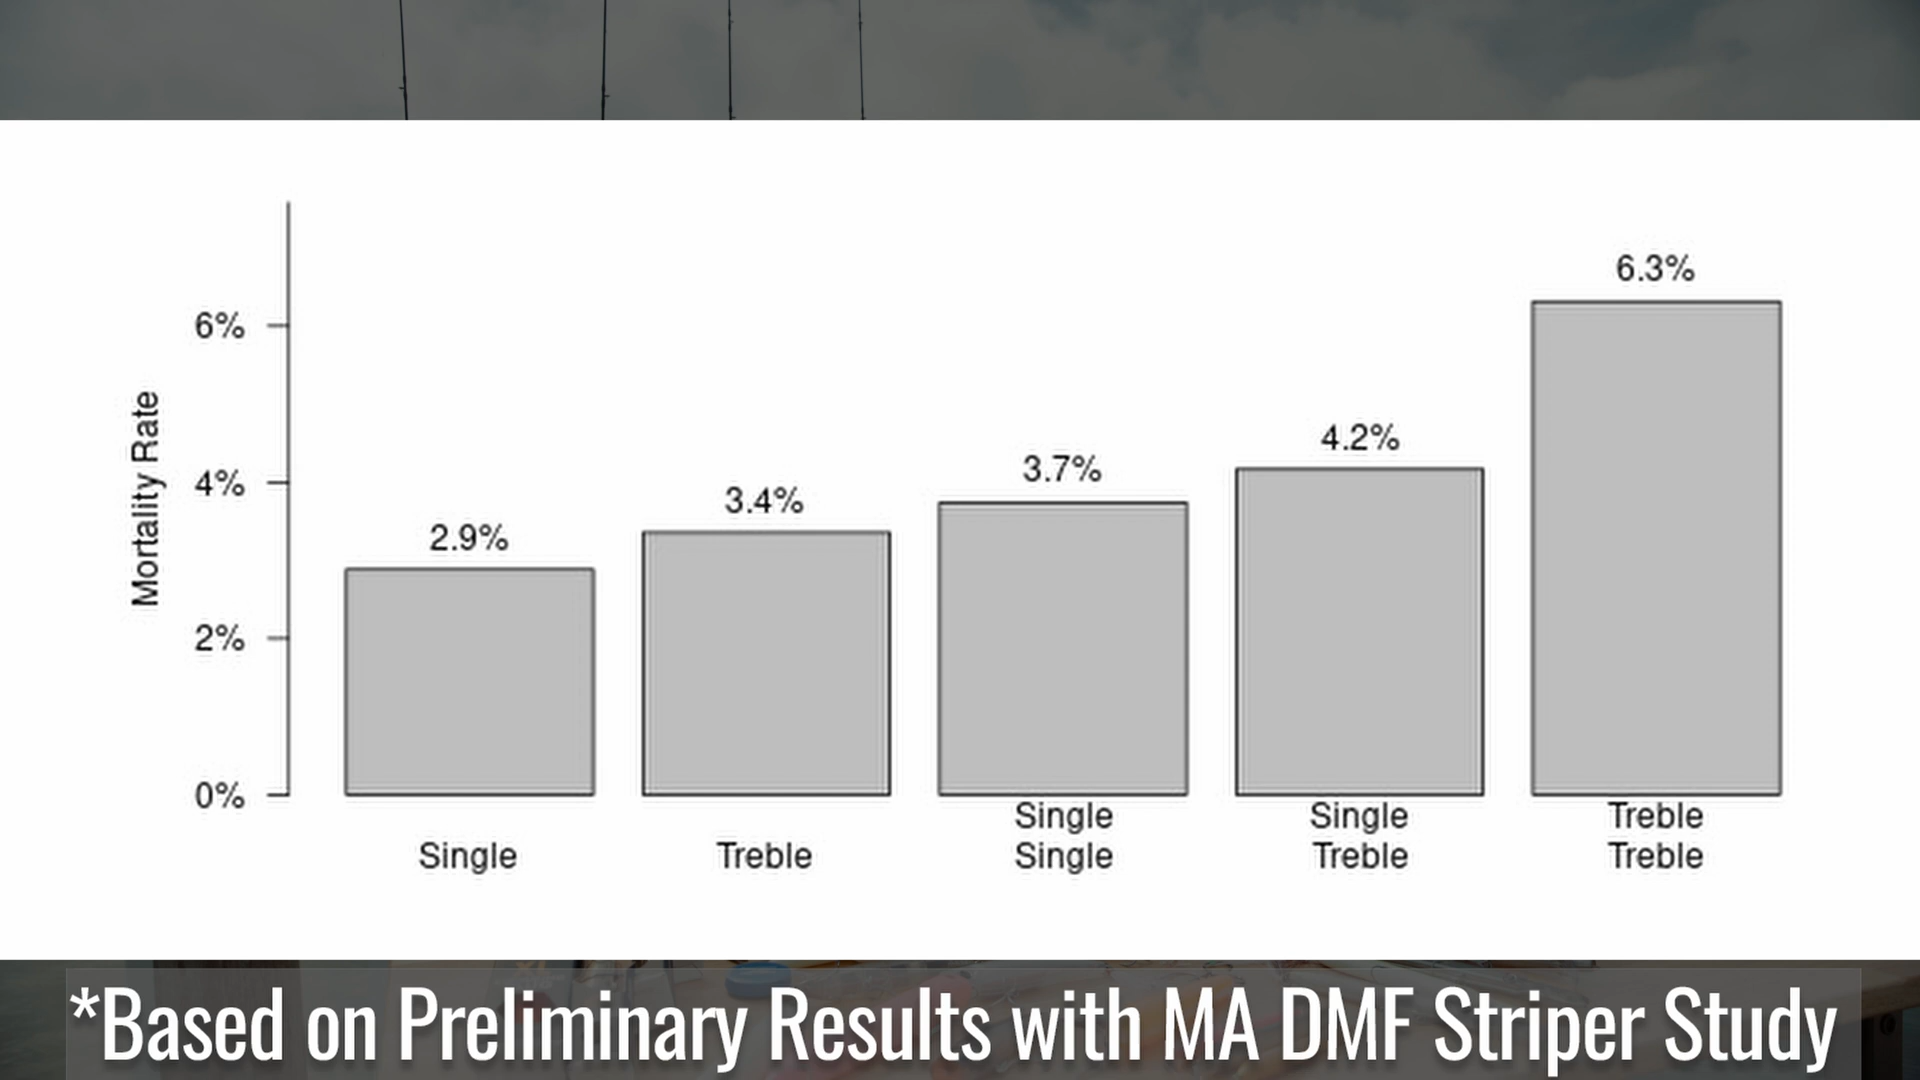 6.3%
6%
4.2%
3.7%
4%
3.4%
2.9%
Mortality Rate
2%
0%
Single
Treble
Single
Single
Single
Treble
Treble
Treble
*Based on Preliminary Results with MA DMF Striper Study